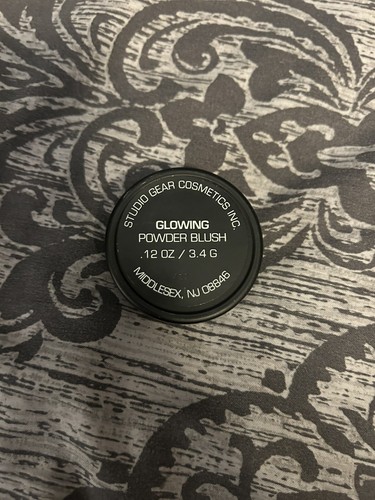 STUDIO GEAR COSMETICS INC.
GLOWING
POWDER BLUSH
.12 OZ / 3.4 G
MIDDLESEX, NJ 08846